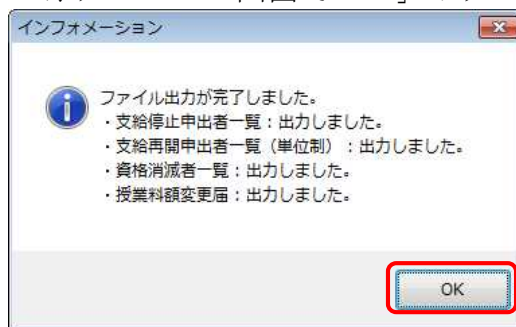 インフォメーション
ファイル出力が完了しました。
・支給停止申出者一覧：出力しました。
・支給再開申出者一覧（単位制）：出力しました。
・資格消滅者一覧：出力しました。
・授業料額変更届：出力しました。
OK